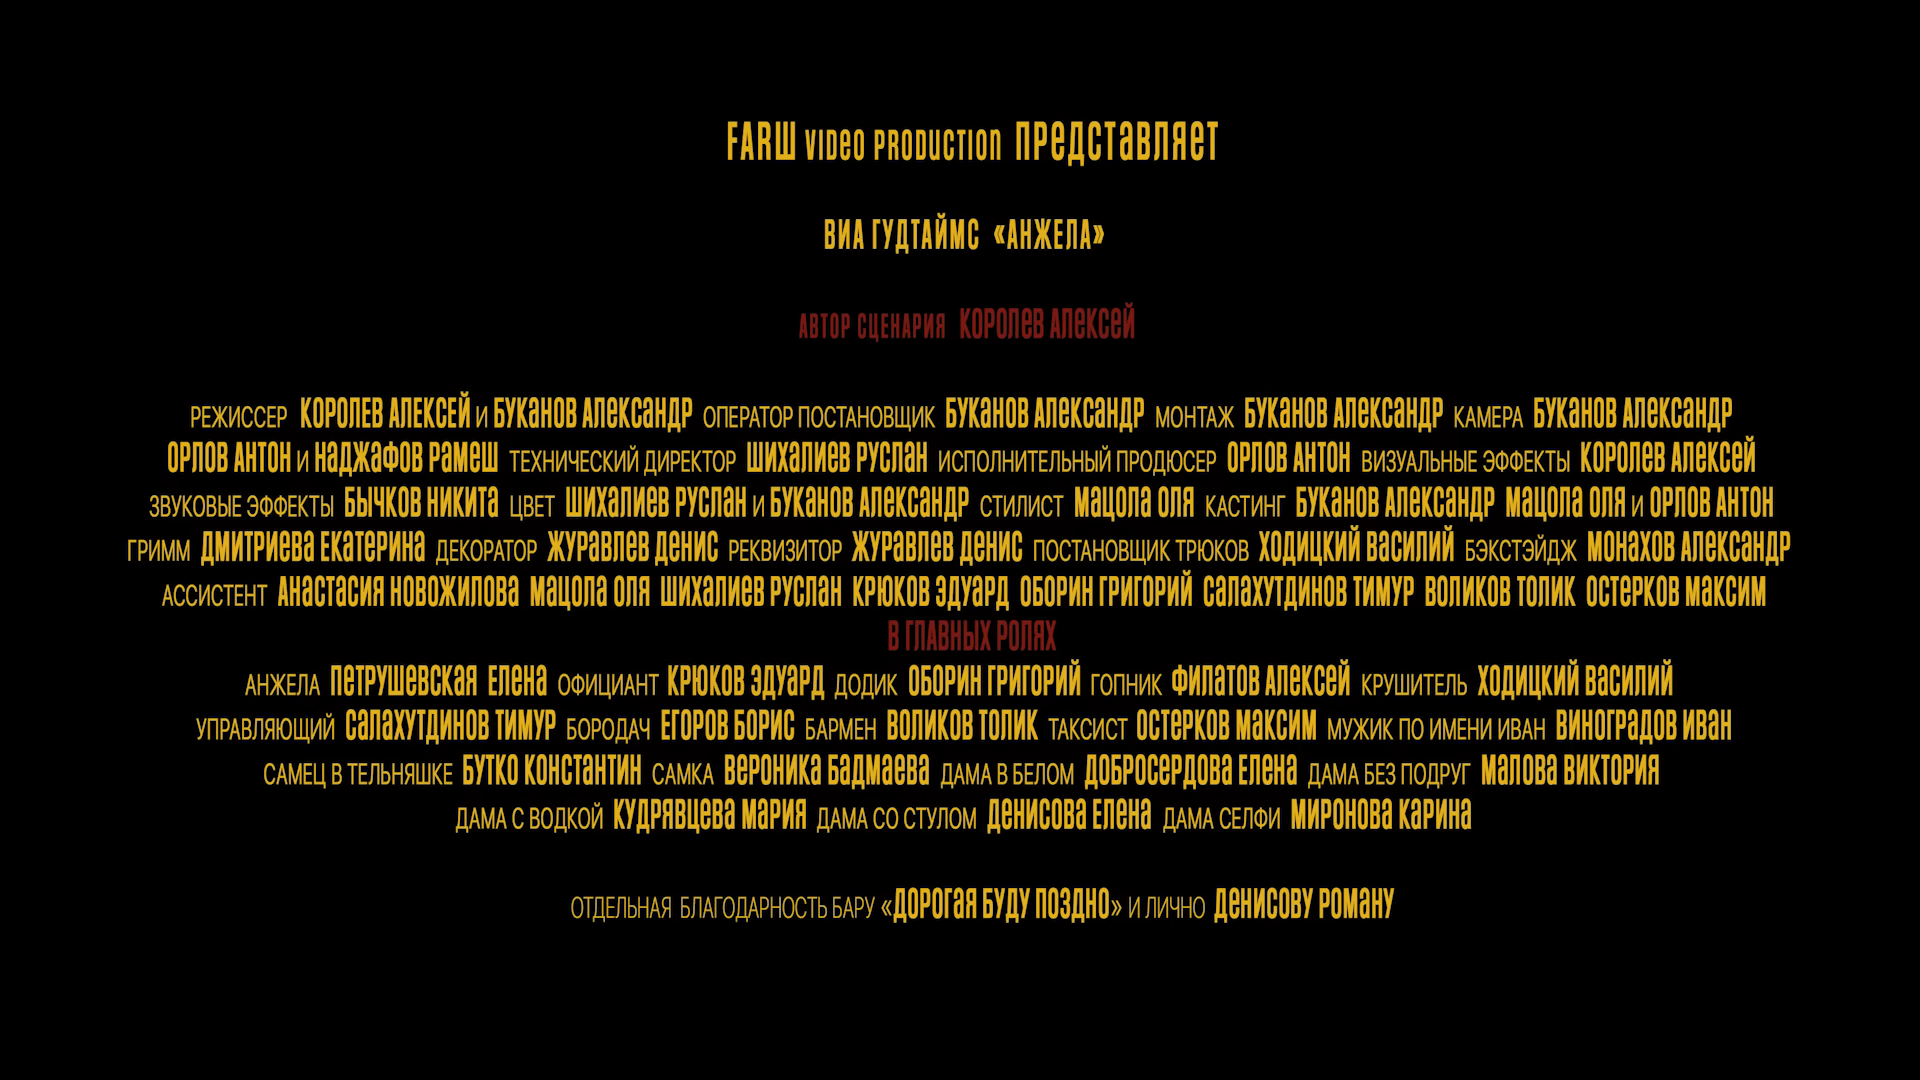 FARШ VIDEO PRODUCTION ПРЕДСТАВЛЯЕТ
ВИА ГУДТАЙМС «АНЖЕЛА»
АВТОР СЦЕНАРИЯ КОРОЛЕВ АЛЕКСЕЙ
РЕЖИССЕР КОРОЛЕВ АЛЕКСЕЙ И БУКАНОВ АЛЕКСАНДР ОПЕРАТОР ПОСТАНОВЩИК БУКАНОВ АЛЕКСАНДР МОНТАЖ БУКАНОВ АЛЕКСАНДР КАМЕРА БУКАНОВ АЛЕКСАНДР
ОРЛОВ АНТОН И НАДЖАФОВ РАМЕШ ТЕХНИЧЕСКИЙ ДИРЕКТОР ШИХАЛИЕВ РУСЛАН ИСПОЛНИТЕЛЬНЫЙ ПРОДЮСЕР ОРЛОВ АНТОН ВИЗУАЛЬНЫЕ ЭФФЕКТЫ КОРОЛЕВ АЛЕКСЕЙ
ЗВУКОВЫЕ ЭФФЕКТЫ БЫЧКОВ НИКИТА ЦВЕТ ШИХАЛИЕВ РУСЛАН И БУКАНОВ АЛЕКСАНДР СТИЛИСТ МАЦОЛА ОЛЯ КАСТИНГ БУКАНОВ АЛЕКСАНДР МАЦОЛА ОЛЯ И ОРЛОВ АНТОН
ГРИММ ДМИТРИЕВА ЕКАТЕРИНА ДЕКОРАТОР ЖУРАВЛЕВ ДЕНИС РЕКВИЗИТОР ЖУРАВЛЕВ ДЕНИС ПОСТАНОВЩИК ТРЮКОВ ХОДИЦКИЙ ВАСИЛИЙ БЭКСТЭЙДЖ МОНАХОВ АЛЕКСАНДР
АССИСТЕНТ АНАСТАСИЯ НОВОЖИЛОВА МАЦОЛА ОЛЯ ШИХАЛИЕВ РУСЛАН КРЮКОВ ЭДУАРД ОБОРИН ГРИГОРИЙ САЛАХУТДИНОВ ТИМУР ВОЛИКОВ ТОЛИК ОСТЕРКОВ МАКСИМ
В ГЛАВНЫХ РОЛЯХ
АНЖЕЛА ПЕТРУШЕВСКАЯ ЕЛЕНА ОФИЦИАНТ КРЮКОВ ЭДУАРД ДОДИК ОБОРИН ГРИГОРИЙ ГОПНИК ФИЛАТОВ АЛЕКСЕЙ КРУШИТЕЛЬ ХОДИЦКИЙ ВАСИЛИЙ
УПРАВЛЯЮЩИЙ САЛАХУТДИНОВ ТИМУР БОРОДАЧ ЕГОРОВ БОРИС БАРМЕН ВОЛИКОВ ТОЛИК ТАКСИСТ ОСТЕРКОВ МАКСИМ МУЖИК ПО ИМЕНИ ИВАН ВИНОГРАДОВ ИВАН
САМЕЦ В ТЕЛЬНЯШКЕ БУТКО КОНСТАНТИН САМКА ВЕРОНИКА БАДМАЕВА ДАМА В БЕЛОМ ДОБРОСЕРДОВА ЕЛЕНА ДАМА БЕЗ ПОДРУГ МАЛОВА ВИКТОРИЯ
ДАМА С ВОДКОЙ КУДРЯВЦЕВА МАРИЯ ДАМА СО СТУЛОМ ДЕНИСОВА ЕЛЕНА ДАМА СЕЛФИ МИРОНОВА КАРИНА
ОТДЕЛЬНАЯ БЛАГОДАРНОСТЬ БАРУ «ДОРОГАЯ БУДУ ПОЗДНО» И ЛИЧНО ДЕНИСОВУ РОМАНУ